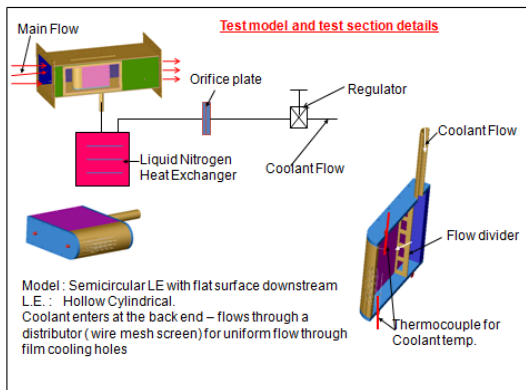 Test model and test section details
Main Flow
Orifice plate
Regulator
Coachant Flow
Liquid Nitrogen
Heat Exchanger
Coolant Flow
Coolant Flow
Flow divider
Model : Semicircular LE with flat surface downstream
L.E. :   Hollow Cylindrical.
Coolant enters at the back end – flows through a
distributor ( wire mesh screen) for uniform flow through
film cooling holes
Thermocouple for
Coolant temp.